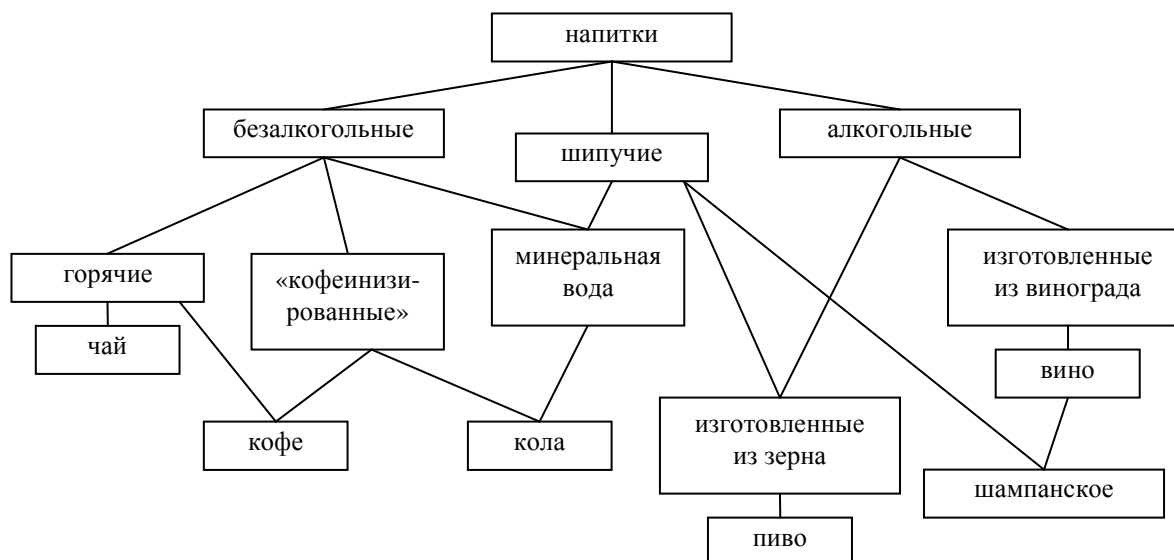 напитки
безалкогольные
шипучие
алкогольные
горячие
«кофеинизи-
рованные»
минеральная
вода
изготовленные
из винограда
чай
вино
кофе
кола
изготовленные
из зерна
шампанское
пиво